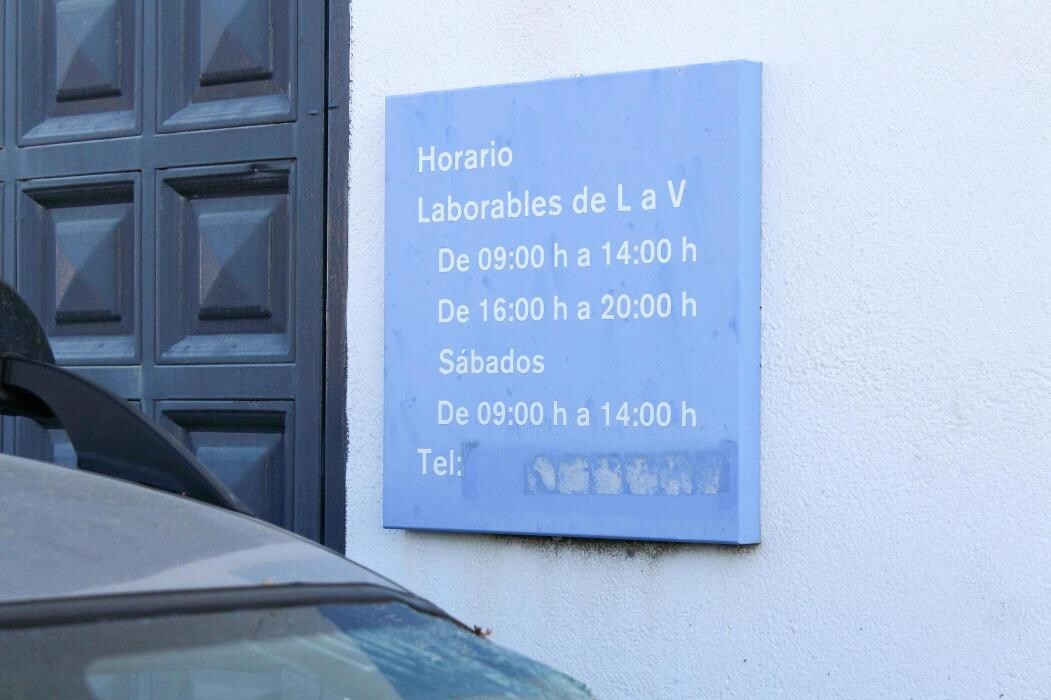 Horario
Laborables de L a V
De 09:00 h a 14:00 h
De 16:00 h a 20:00 h
Sábados
De 09:00 h a 14:00 h
Tel: